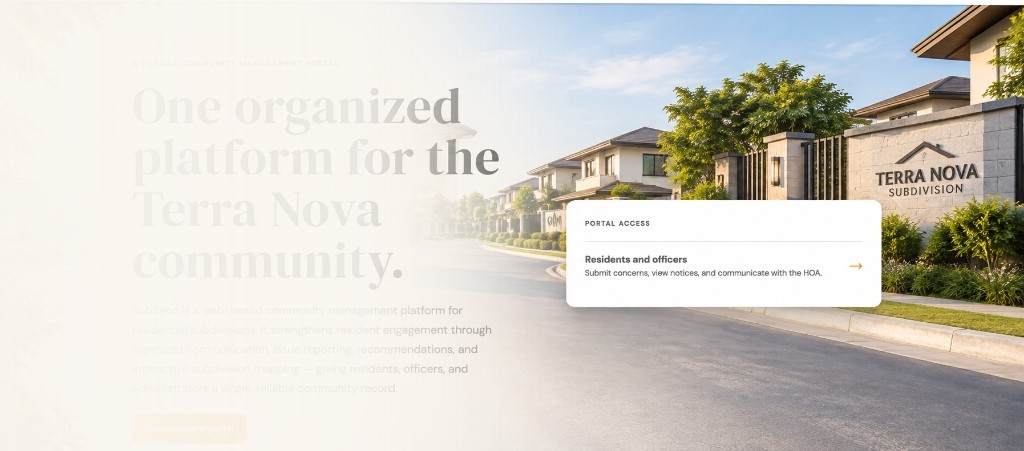 COMMUNITY MANAGEMENT PORTAL
One organized
platform for the
Terra Nova
community.
is a web-based community management platform for
residential subdivisions. It strengthens resident engagement through
communication, issue reporting, recommendations, and
interactive subdivision mapping — giving residents, officers, and
administrators a single, reliable community record.
TERRA NOVA
SUBDIVISION
PORTAL ACCESS
Residents and officers
Submit concerns, view notices, and communicate with the HOA.
→